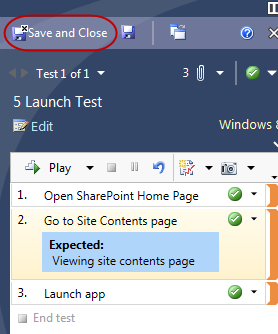 Save and Close
Test 1 of 1 3
5 Launch Test
Edit Windows 8
Play
1. Open SharePoint Home Page
2. Go to Site Contents page
Expected:
Viewing site contents page
3. Launch app
End test